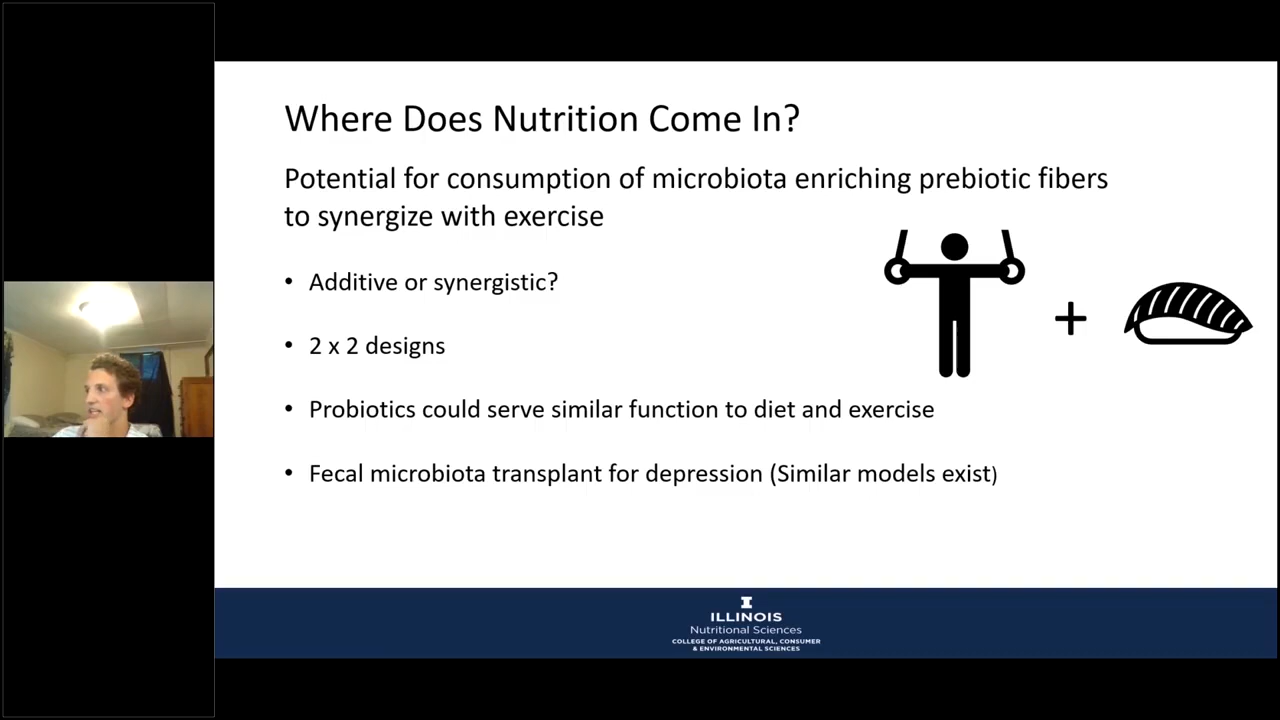 Where Does Nutrition Come In?
Potential for consumption of microbiota enriching prebiotic fibers
to synergize with exercise
• Additive or synergistic?
• 2 x 2 designs
• Probiotics could serve similar function to diet and exercise
• Fecal microbiota transplant for depression (Similar models exist)
+
I
ILLINOIS
Nutritional Sciences
COLLEGE OF AGRICULTURAL, CONSUMER
& ENVIRONMENTAL SCIENCES